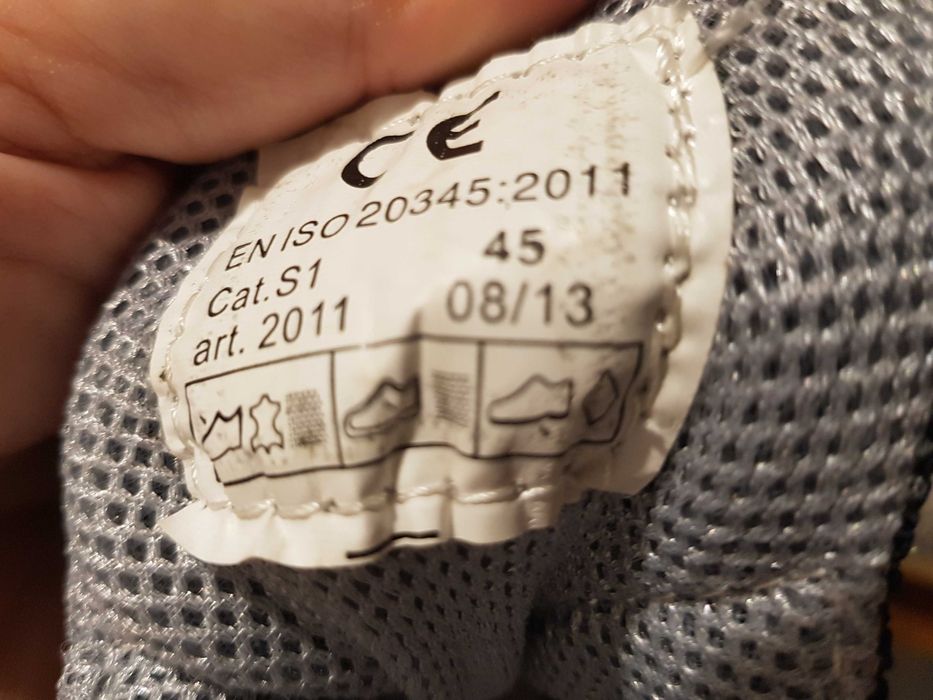 CE
EN ISO 20345:2011
Cat. S1 45
art. 2011 08/13